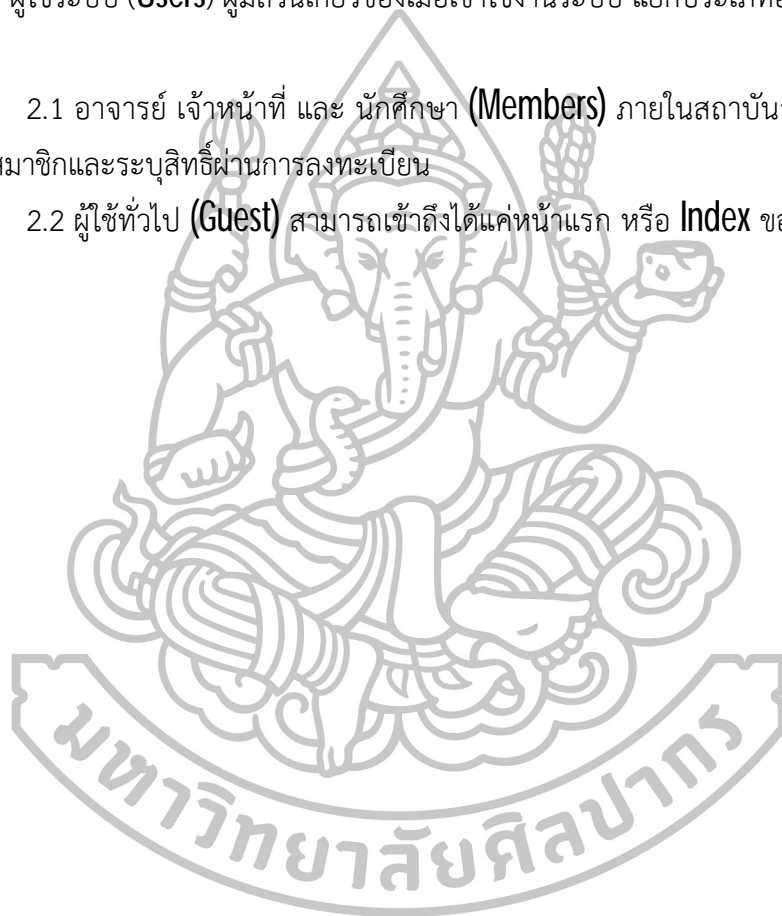 ผู้ใช้ระบบ (Users) ผู้มีส่วนเกี่ยวข้องเมื่อเข้าใช้งานระบบ แยกประเภท
2.1 อาจารย์ เจ้าหน้าที่ และ นักศึกษา (Members) ภายในสถาบัน
สมาชิกและระบุสิทธิ์ผ่านการลงทะเบียน
2.2 ผู้ใช้ทั่วไป (Guest) สามารถเข้าถึงได้แค่หน้าแรก หรือ Index
มหาวิทยาลัยศิลปากร